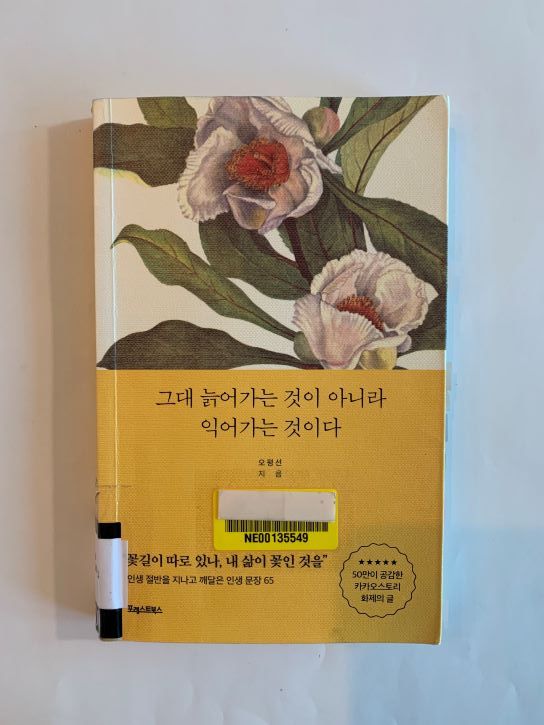 그대 늙어가는 것이 아니라
익어가는 것이다
오평선
지음
NE00135549
꽃길이 따로 있나, 내 삶이 꽃인 것을”
인생 절반을 지나고 깨달은 인생 문장 65
포레스트북스
★★★★★
50만이 공감한
카카오스토리
화제의 글